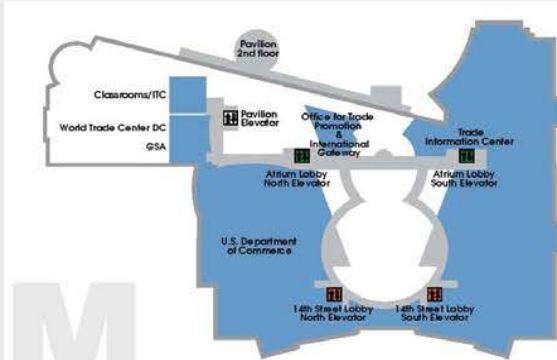 Pavilion
2nd floor
Classrooms/ITC
World Trade Center DC
GSA
Pavilion
Elevator
Office for Trade
Promotion
&
International
Gateway
Trade
Information Center
Atrium Lobby
North Elevator
Atrium Lobby
South Elevator
U.S. Department
of Commerce
14th Street Lobby
North Elevator
14th Street Lobby
South Elevator
M